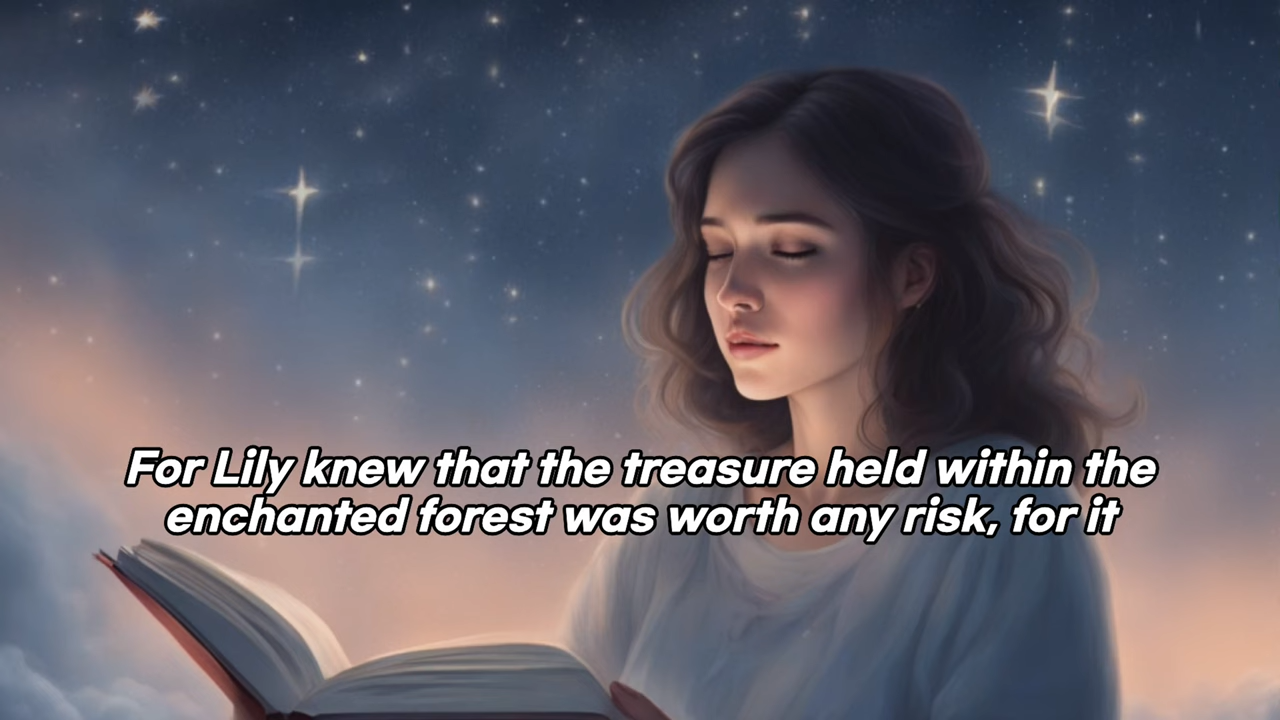 For Lily knew that the treasure held within the
enchanted forest was worth any risk, for it